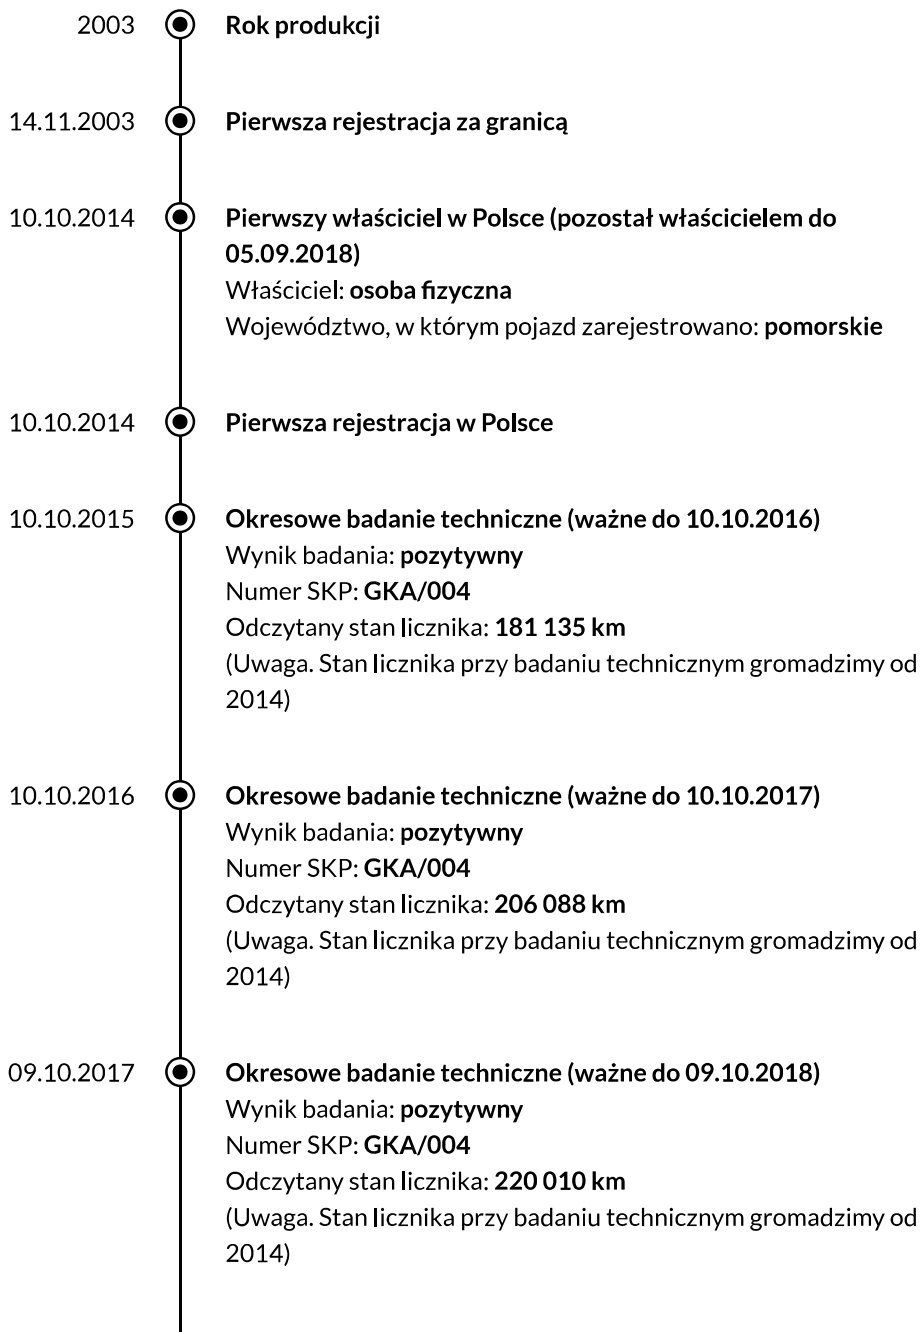 2003 Rok produkcji
14.11.2003 Pierwsza rejestracja za granicą
10.10.2014 Pierwszy właściciel w Polsce (pozostał właścicielem do
05.09.2018)
Właściciel: osoba fizyczna
Województwo, w którym pojazd zarejestrowano: pomorskie
10.10.2014 Pierwsza rejestracja w Polsce
10.10.2015 Okresowe badanie techniczne (ważne do 10.10.2016)
Wynik badania: pozytywny
Numer SKP: GKA/004
Odczytany stan licznika: 181 135 km
(Uwaga. Stan licznika przy badaniu technicznym gromadzimy od
2014)
10.10.2016 Okresowe badanie techniczne (ważne do 10.10.2017)
Wynik badania: pozytywny
Numer SKP: GKA/004
Odczytany stan licznika: 206 088 km
(Uwaga. Stan licznika przy badaniu technicznym gromadzimy od
2014)
09.10.2017 Okresowe badanie techniczne (ważne do 09.10.2018)
Wynik badania: pozytywny
Numer SKP: GKA/004
Odczytany stan licznika: 220 010 km
(Uwaga. Stan licznika przy badaniu technicznym gromadzimy od
2014)